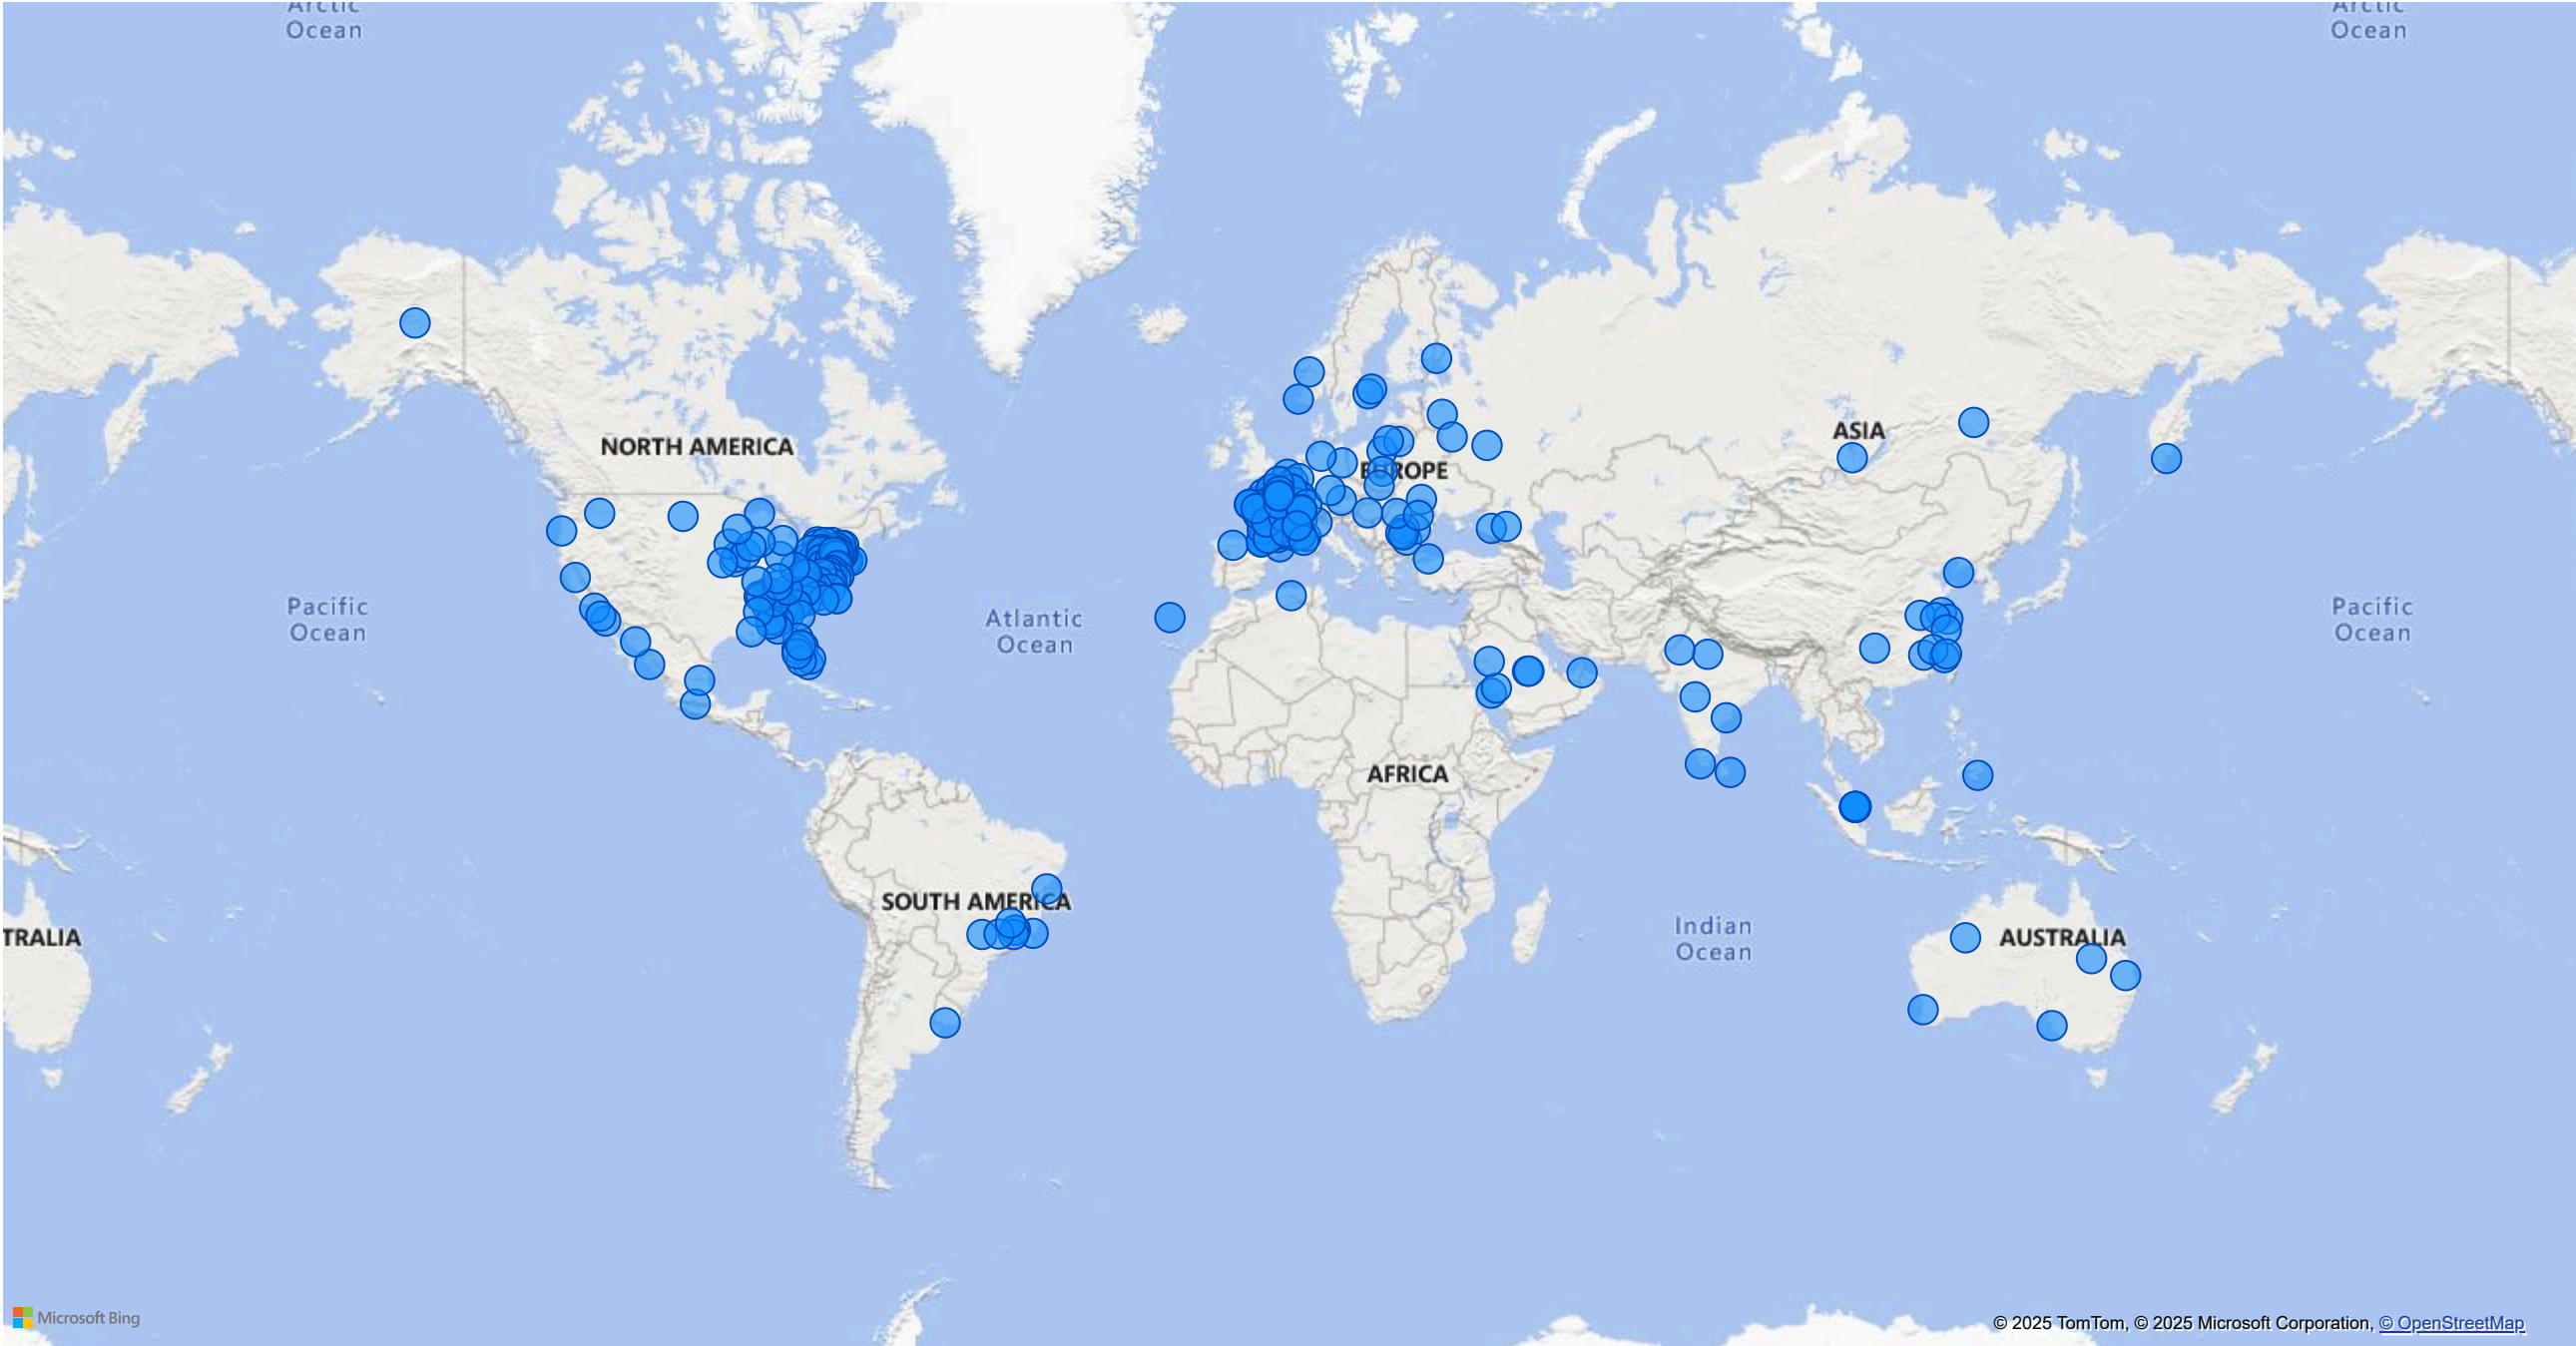 Arctic
Ocean
Arctic
Ocean
NORTH AMERICA
ASIA
EUROPE
Pacific
Ocean
Atlantic
Ocean
Pacific
Ocean
AFRICA
SOUTH AMERICA
Indian
Ocean
TRALIA
AUSTRALIA
Microsoft Bing
© 2025 TomTom, © 2025 Microsoft Corporation, © OpenStreetMap